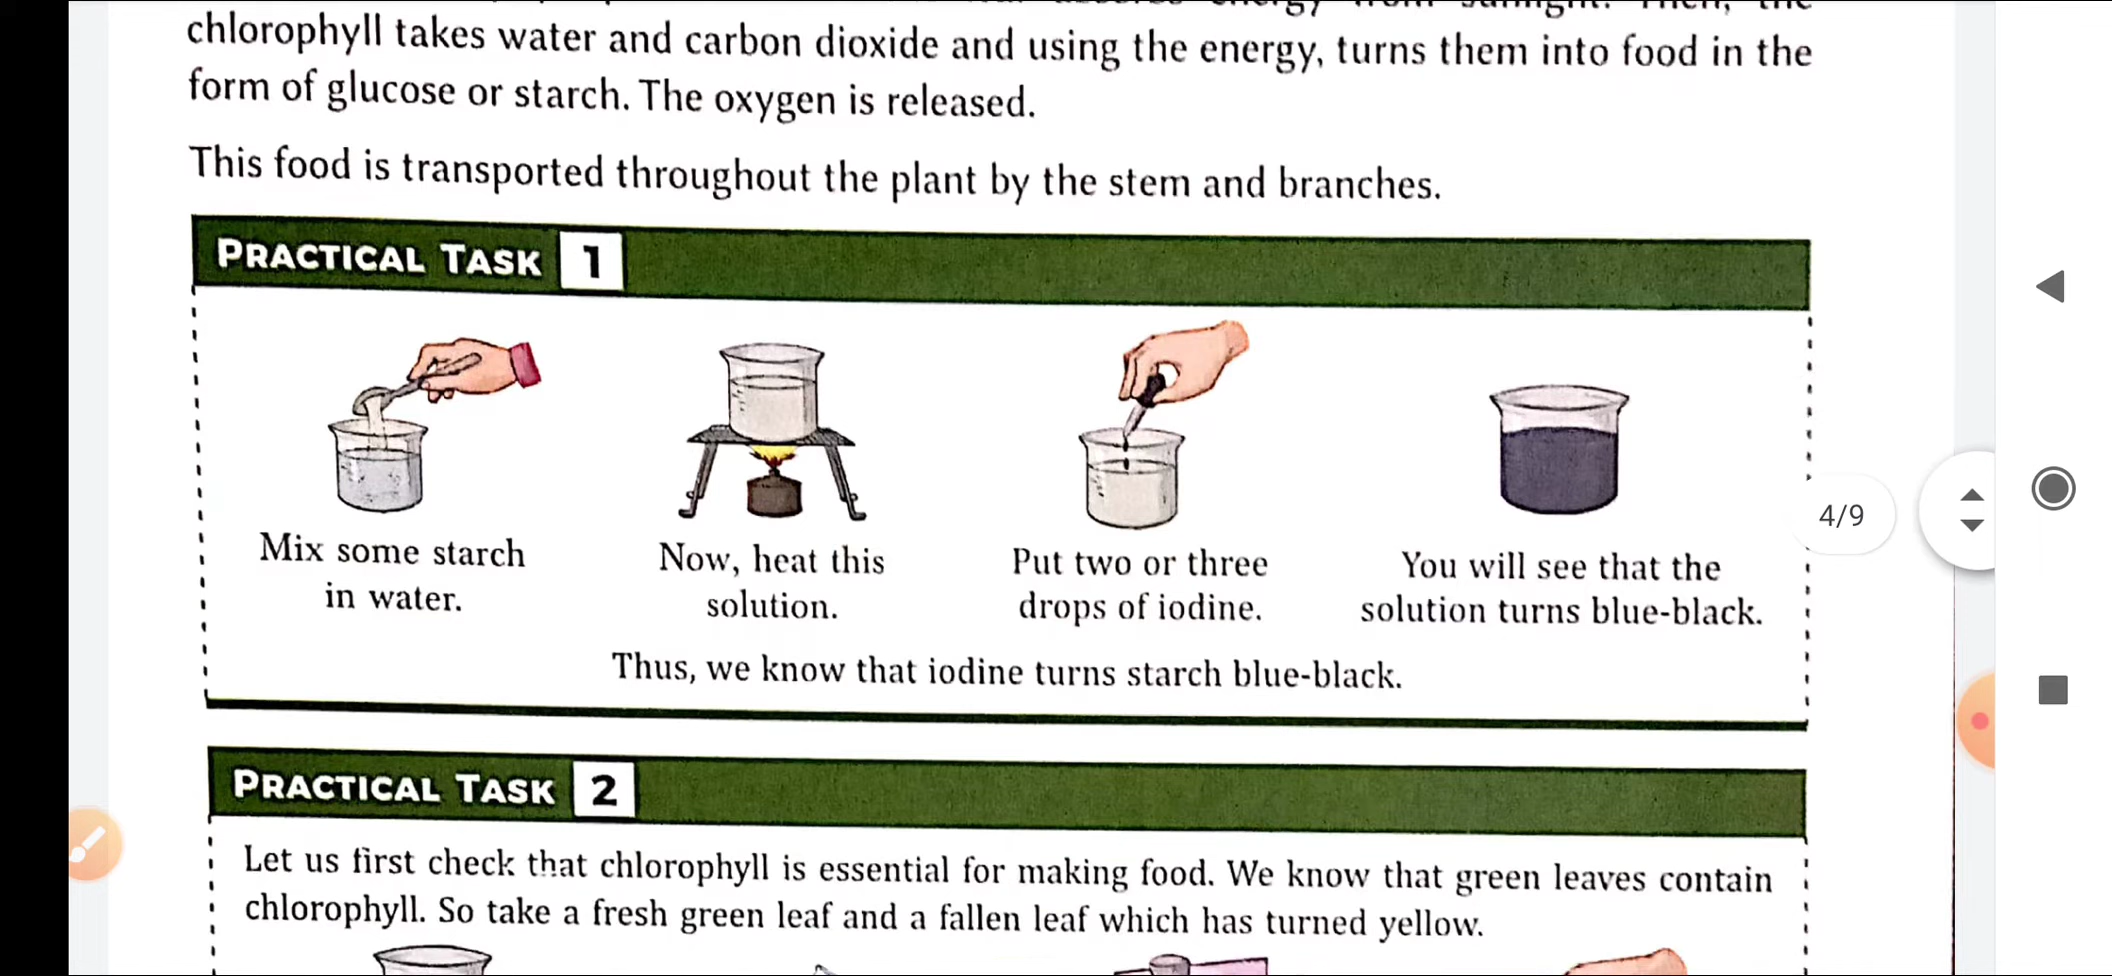 chlorophyll takes water and carbon dioxide and using the energy, turns them into food in the
form of glucose or starch. The oxygen is released.
This food is transported throughout the plant by the stem and branches.
PRACTICAL TASK 1
Mix some starch
in water.
Now, heat this
solution.
Put two or three
drops of iodine.
You will see that the
solution turns blue-black.
Thus, we know that iodine turns starch blue-black.
4/9
PRACTICAL TASK 2
Let us first check that chlorophyll is essential for making food. We know that green leaves contain
chlorophyll. So take a fresh green leaf and a fallen leaf which has turned yellow.